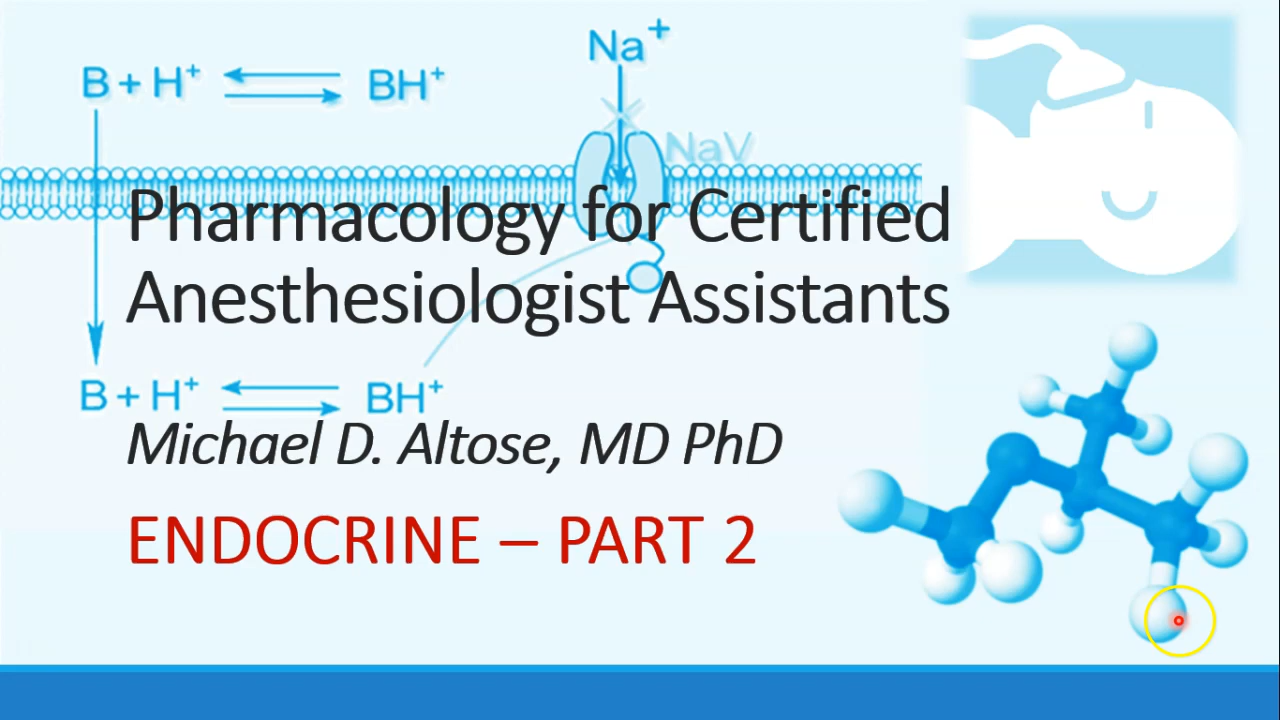 Na⁺
B + H⁺ BH⁺
NaV
Pharmacology for Certified
Anesthesiologist Assistants
B + H⁺ BH⁺
Michael D. Altose, MD PhD
ENDOCRINE – PART 2